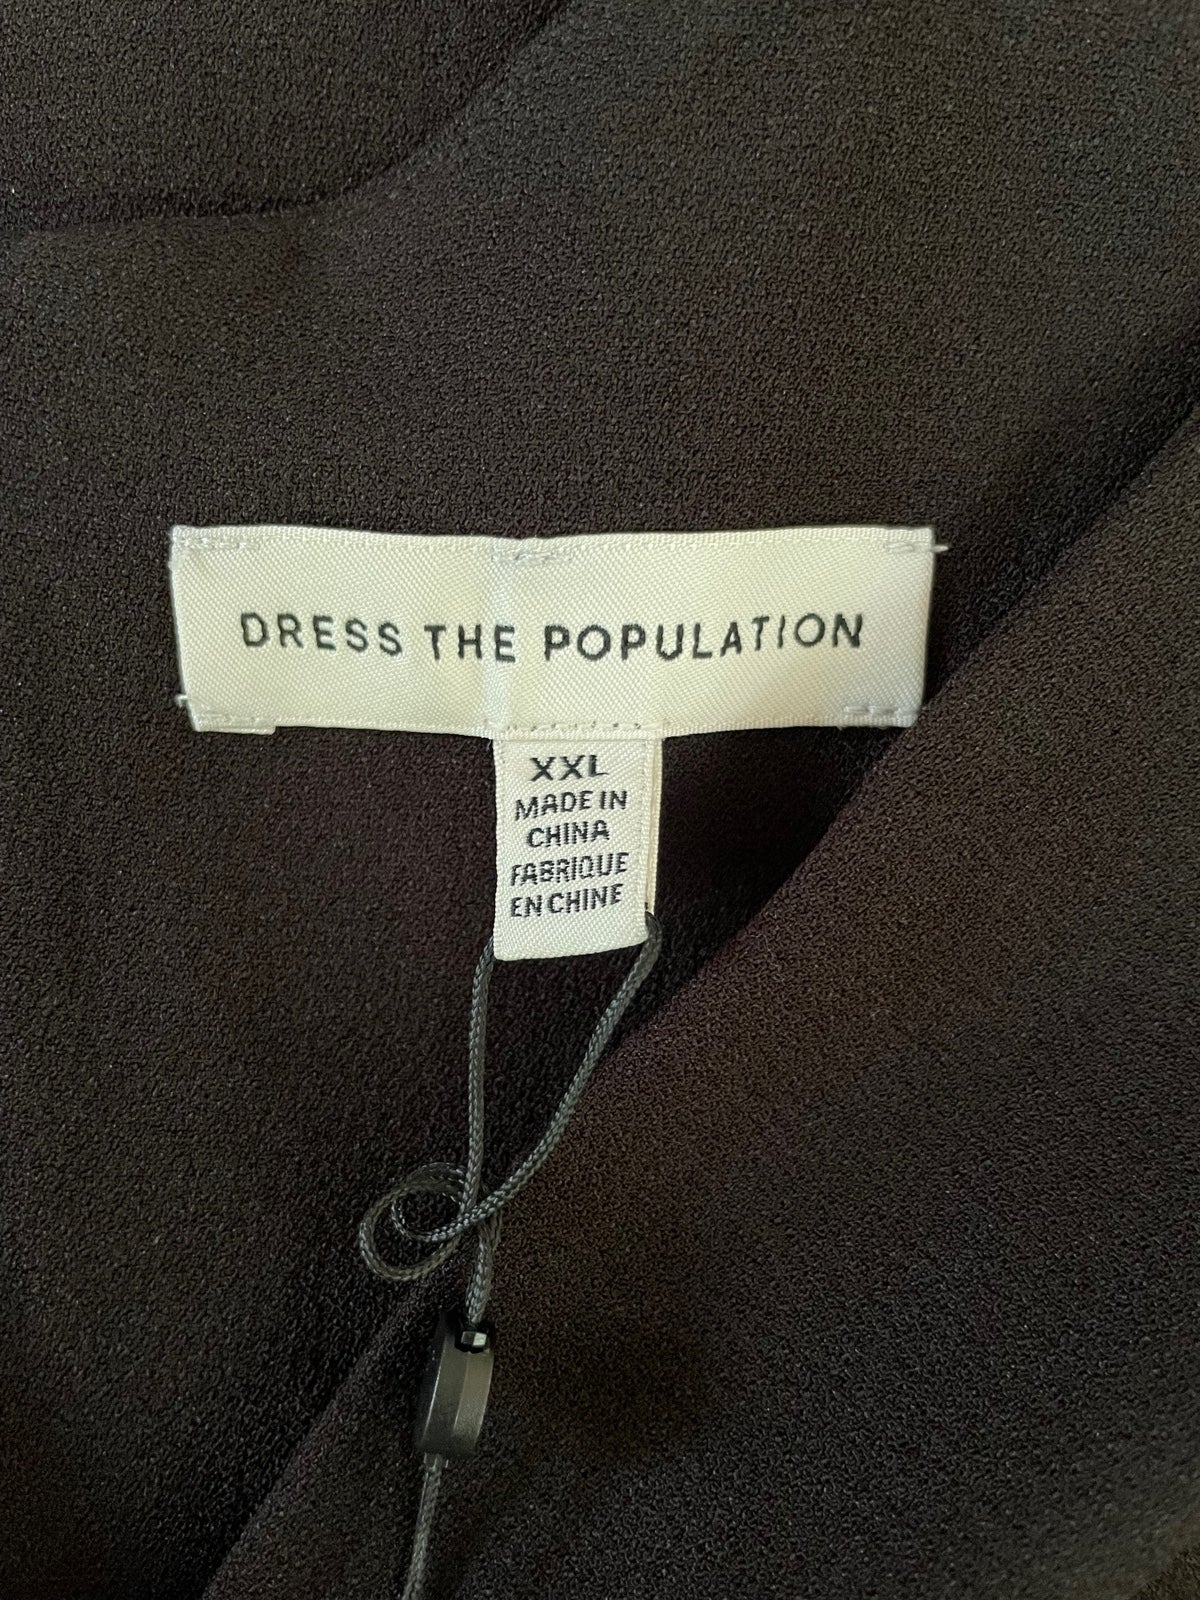 DRESS THE POPULATION
XXL
MADE IN
CHINA
FABRIQUE
EN CHINE